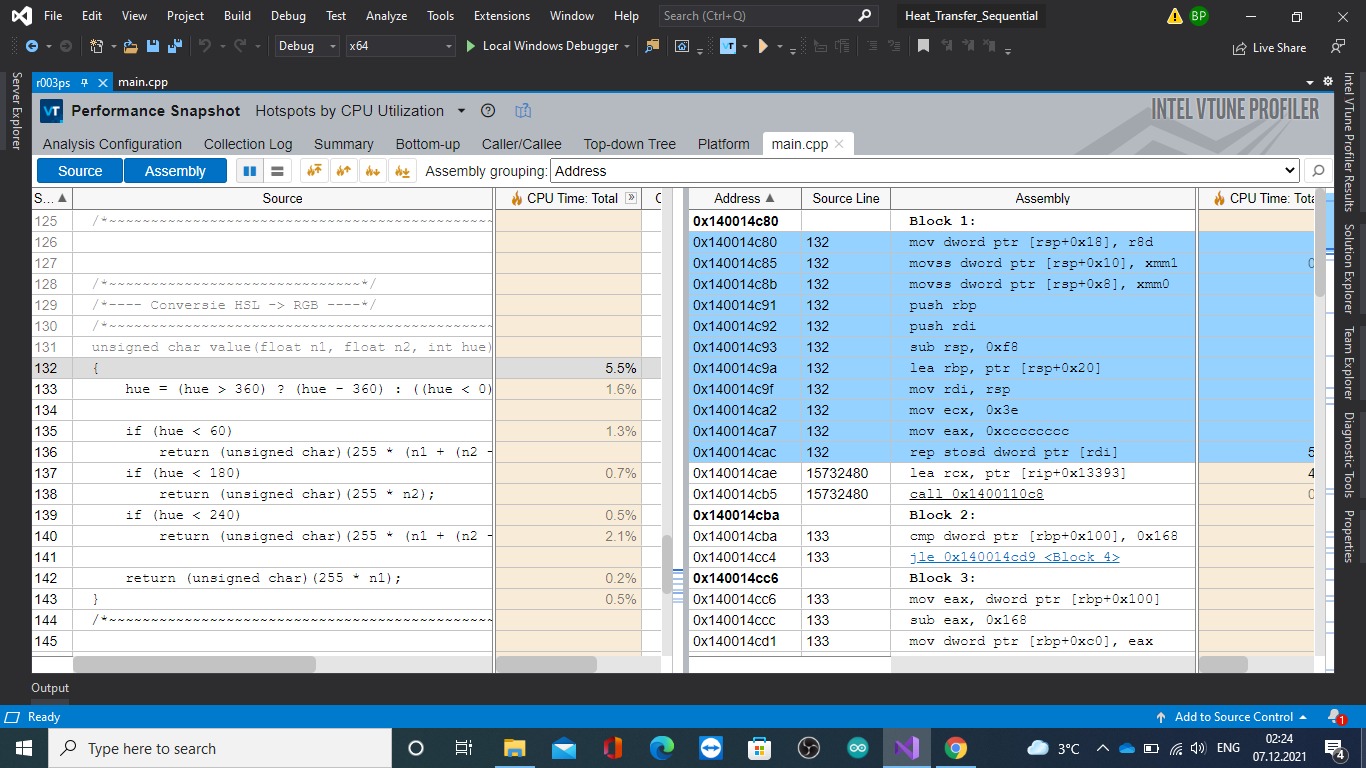 File Edit View Project Build Debug Test Analyze Tools Extensions Window Help Search (Ctrl+Q) Heat_Transfer_Sequential BP
Debug x64 Local Windows Debugger VT Live Share
r003ps main.cpp
Server Explorer
VT Performance Snapshot Hotspots by CPU Utilization INTEL VTUNE PROFILER
Analysis Configuration Collection Log Summary Bottom-up Caller/Callee Top-down Tree Platform main.cpp
Source Assembly Assembly grouping: Address
S... Source CPU Time: Total Address Source Line Assembly CPU Time: Tota
125 /*~~~~~~~~~~~~~~~~~~~~~~~~~~~~~~~~~~~~~~~~~~~~~~ 0x140014c80 Block 1:
126 0x140014c80 132 mov dword ptr [rsp+0x18], r8d
127 0x140014c85 132 movss dword ptr [rsp+0x10], xmm1 0
128 /*~~~~~~~~~~~~~~~~~~~~~~~~~~~~~~*/ 0x140014c8b 132 movss dword ptr [rsp+0x8], xmm0
129 /*---- Conversie HSL -> RGB ----*/ 0x140014c91 132 push rbp
130 /*~~~~~~~~~~~~~~~~~~~~~~~~~~~~~~~~~~~~~~~~~~~~~~ 0x140014c92 132 push rdi
131 unsigned char value(float n1, float n2, int hue) 0x140014c93 132 sub rsp, 0xf8
132 { 5.5% 0x140014c9a 132 lea rbp, ptr [rsp+0x20]
133 hue = (hue > 360) ? (hue - 360) : ((hue < 0) 1.6% 0x140014c9f 132 mov rdi, rsp
134 0x140014ca2 132 mov ecx, 0x3e
135 if (hue < 60) 1.3% 0x140014ca7 132 mov eax, 0xcccccccc
136 return (unsigned char)(255 * (n1 + (n2 - 0x140014cac 132 rep stosd dword ptr [rdi] 5
137 if (hue < 180) 0.7% 0x140014cae 15732480 lea rcx, ptr [rip+0x13393] 4
138 return (unsigned char)(255 * n2); 0x140014cb5 15732480 call 0x1400110c8 0
139 if (hue < 240) 0.5% 0x140014cba Block 2:
140 return (unsigned char)(255 * (n1 + (n2 - 2.1% 0x140014cba 133 cmp dword ptr [rbp+0x100], 0x168
141 0x140014cc4 133 jle 0x140014cd9 <Block 4>
142 return (unsigned char)(255 * n1); 0.2% 0x140014cc6 Block 3:
143 } 0.5% 0x140014cc6 133 mov eax, dword ptr [rbp+0x100]
144 /*~~~~~~~~~~~~~~~~~~~~~~~~~~~~~~~~~~~~~~~~~~~~~~ 0x140014ccc 133 sub eax, 0x168
145 0x140014cd1 133 mov dword ptr [rbp+0xc0], eax
Intel VTune Profiler Results
Solution Explorer
Team Explorer
Diagnostic Tools
Properties
Output
Ready Add to Source Control 1
Type here to search 3°C ENG 02:24
07.12.2021 4